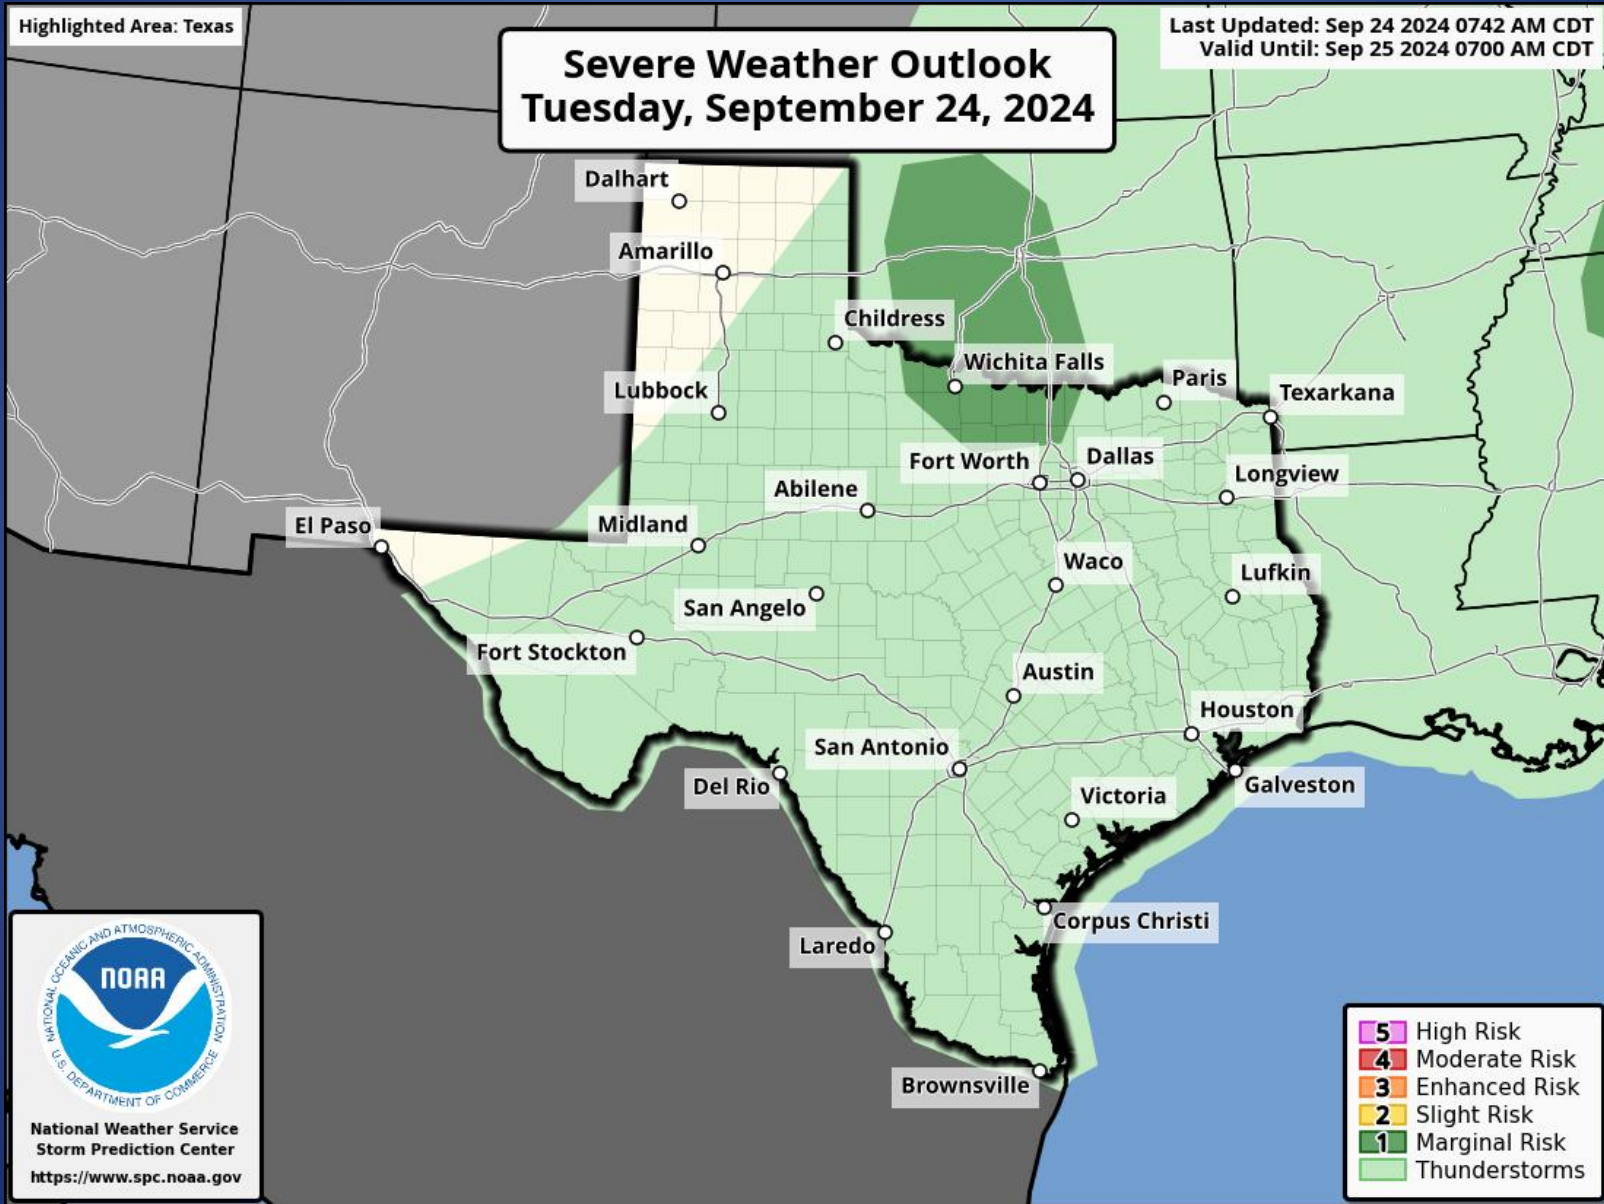 Highlighted Area: Texas
Severe Weather Outlook
Tuesday, September 24, 2024
Last Updated: Sep 24 2024 0742 AM CDT
Valid Until: Sep 25 2024 0700 AM CDT
Dalhart
Amarillo
Childress
Wichita Falls
Paris
Texarkana
Lubbock
Fort Worth
Dallas
Longview
Abilene
El Paso
Midland
Waco
Lufkin
San Angelo
Fort Stockton
Austin
Houston
San Antonio
Del Rio
Galveston
Victoria
Corpus Christi
Laredo
Brownsville
NATIONAL OCEANIC AND ATMOSPHERIC ADMINISTRATION
NOAA
U.S. DEPARTMENT OF COMMERCE
National Weather Service
Storm Prediction Center
https://www.spc.noaa.gov
5 High Risk
4 Moderate Risk
3 Enhanced Risk
2 Slight Risk
1 Marginal Risk
Thunderstorms